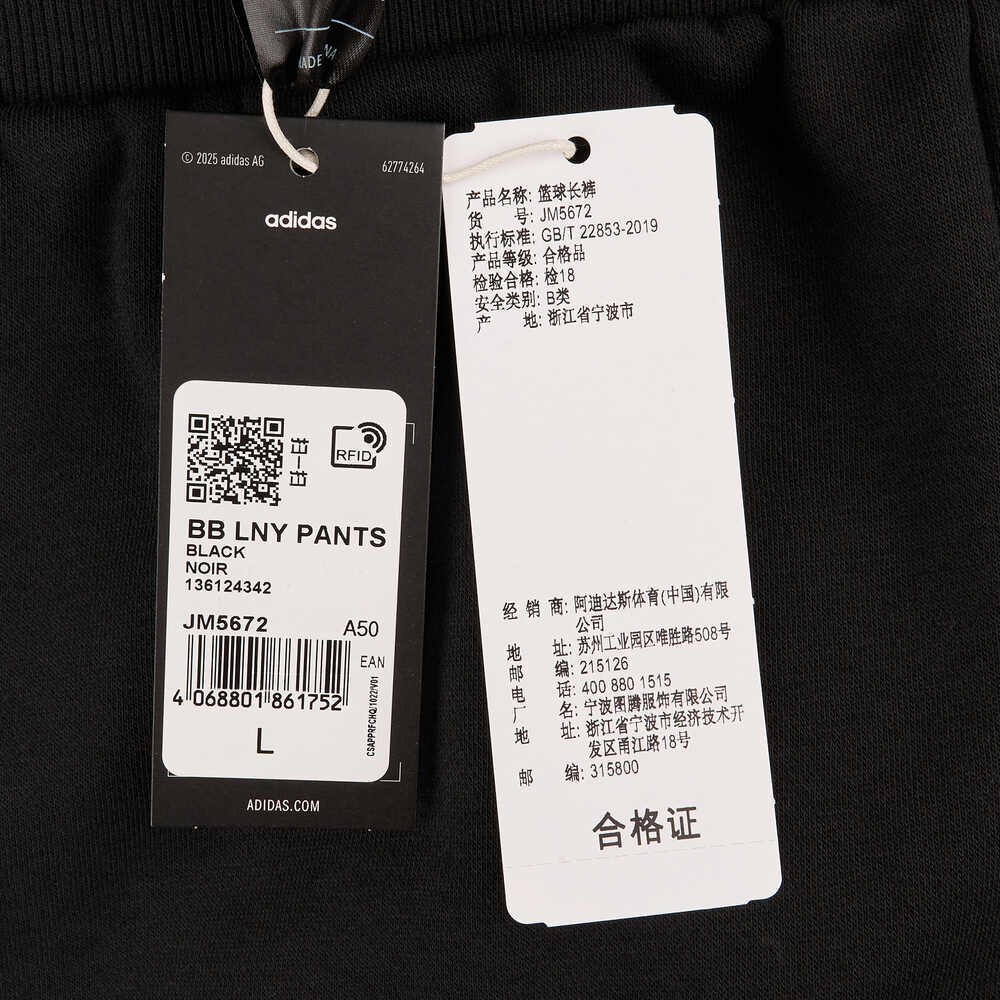 MADE
© 2025 adidas AG
62774264
adidas
扫一扫
RFID
BB LNY PANTS
BLACK
NOIR
136124342
JM5672
A50
EAN
4 068801 861752
CSAPPRFCHQ/1022/V01
L
ADIDAS.COM
产品名称: 篮球长裤
货 号: JM5672
执行标准: GB/T 22853-2019
产品等级: 合格品
检验合格: 检18
安全类别: B类
产 地: 浙江省宁波市
经 销 商: 阿迪达斯体育(中国)有限
公司
地 址: 苏州工业园区唯胜路508号
邮 编: 215126
电 话: 400 880 1515
厂 名: 宁波图腾服饰有限公司
地 址: 浙江省宁波市经济技术开
发区甬江路18号
邮 编: 315800
合格证